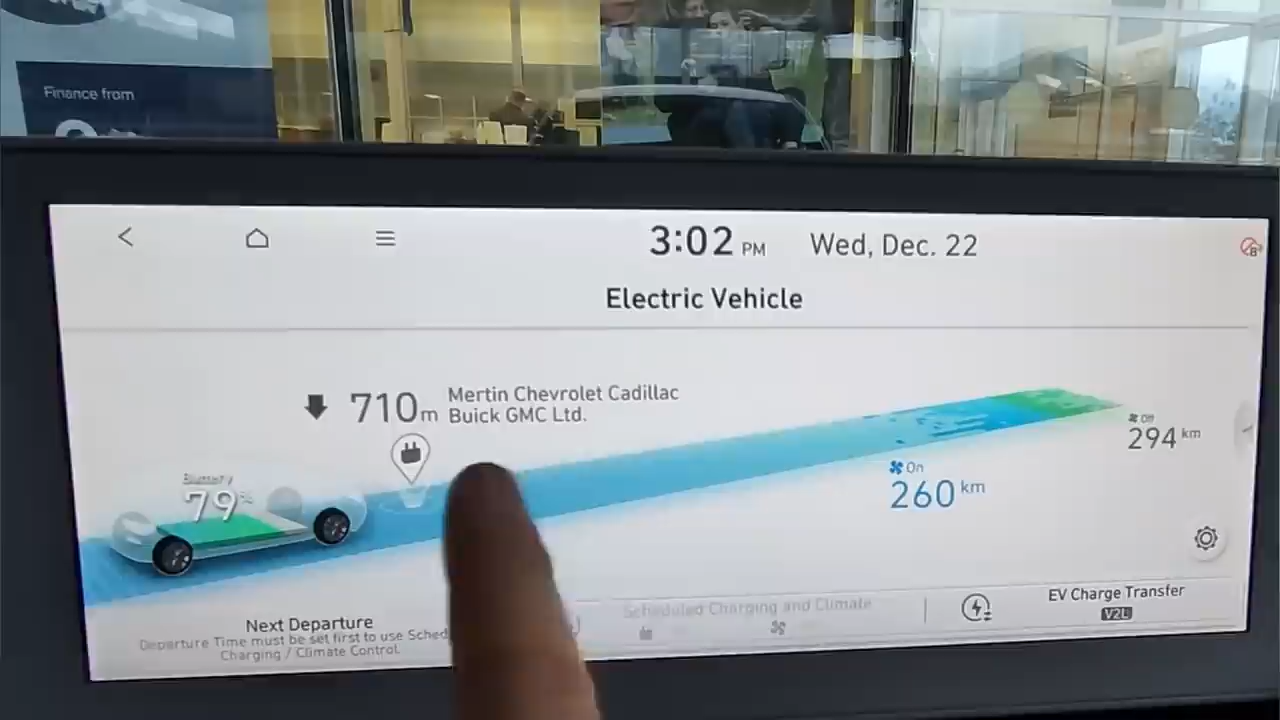 Finance from
3:02 PM Wed, Dec. 22
Electric Vehicle
710m
Mertin Chevrolet Cadillac
Buick GMC Ltd.
Off
294 km
Battery
79%
On
260 km
Next Departure
Departure Time must be set first to use Sched
Charging / Climate Control.
Scheduled Charging and Climate
EV Charge Transfer
V2L